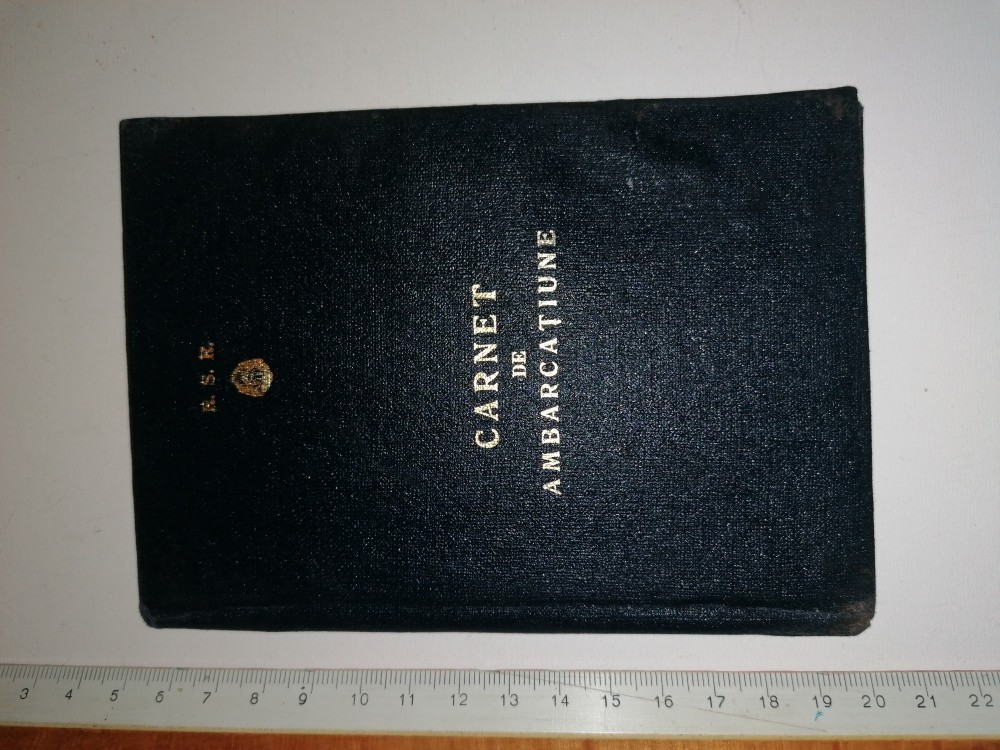 R. S. R.
CARNET
DE
AMBARCAȚIUNE
3 4 5 6 7 8 9 10 11 12 13 14 15 16 17 18 19 20 21 22